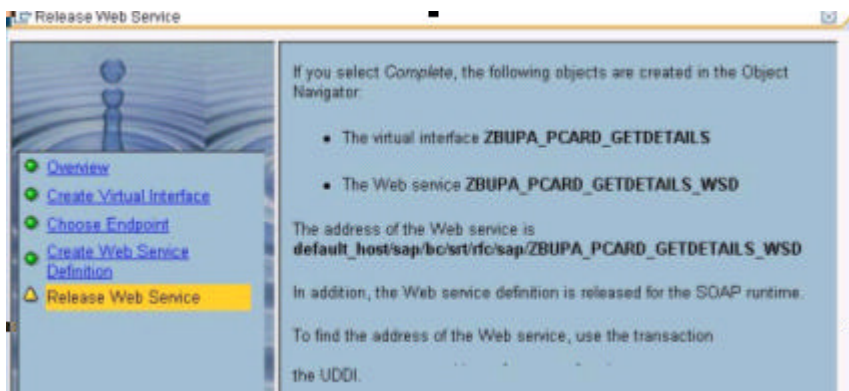 Release Web Service
If you select Complete, the following objects are created in the Object
Navigator:
The virtual interface ZBUPA_PCARD_GETDETAILS
The Web service ZBUPA_PCARD_GETDETAILS_WSD
The address of the Web service is
default_host/sap/bc/srt/rfc/sap/ZBUPA_PCARD_GETDETAILS_WSD
In addition, the Web service definition is released for the SOAP runtime.
To find the address of the Web service, use the transaction
the UDDI.
Overview
Create Virtual Interface
Choose Endpoint
Create Web Service
Definition
Release Web Service